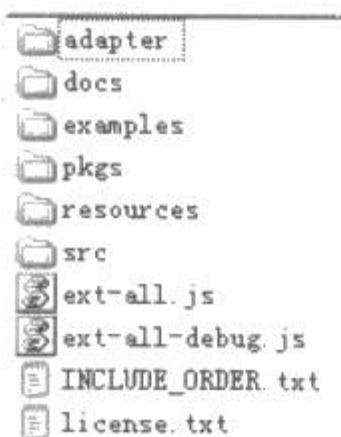 adapter
docs
examples
pkgs
resources
src
ext-all.js
ext-all-debug.js
INCLUDE_ORDER.txt
license.txt